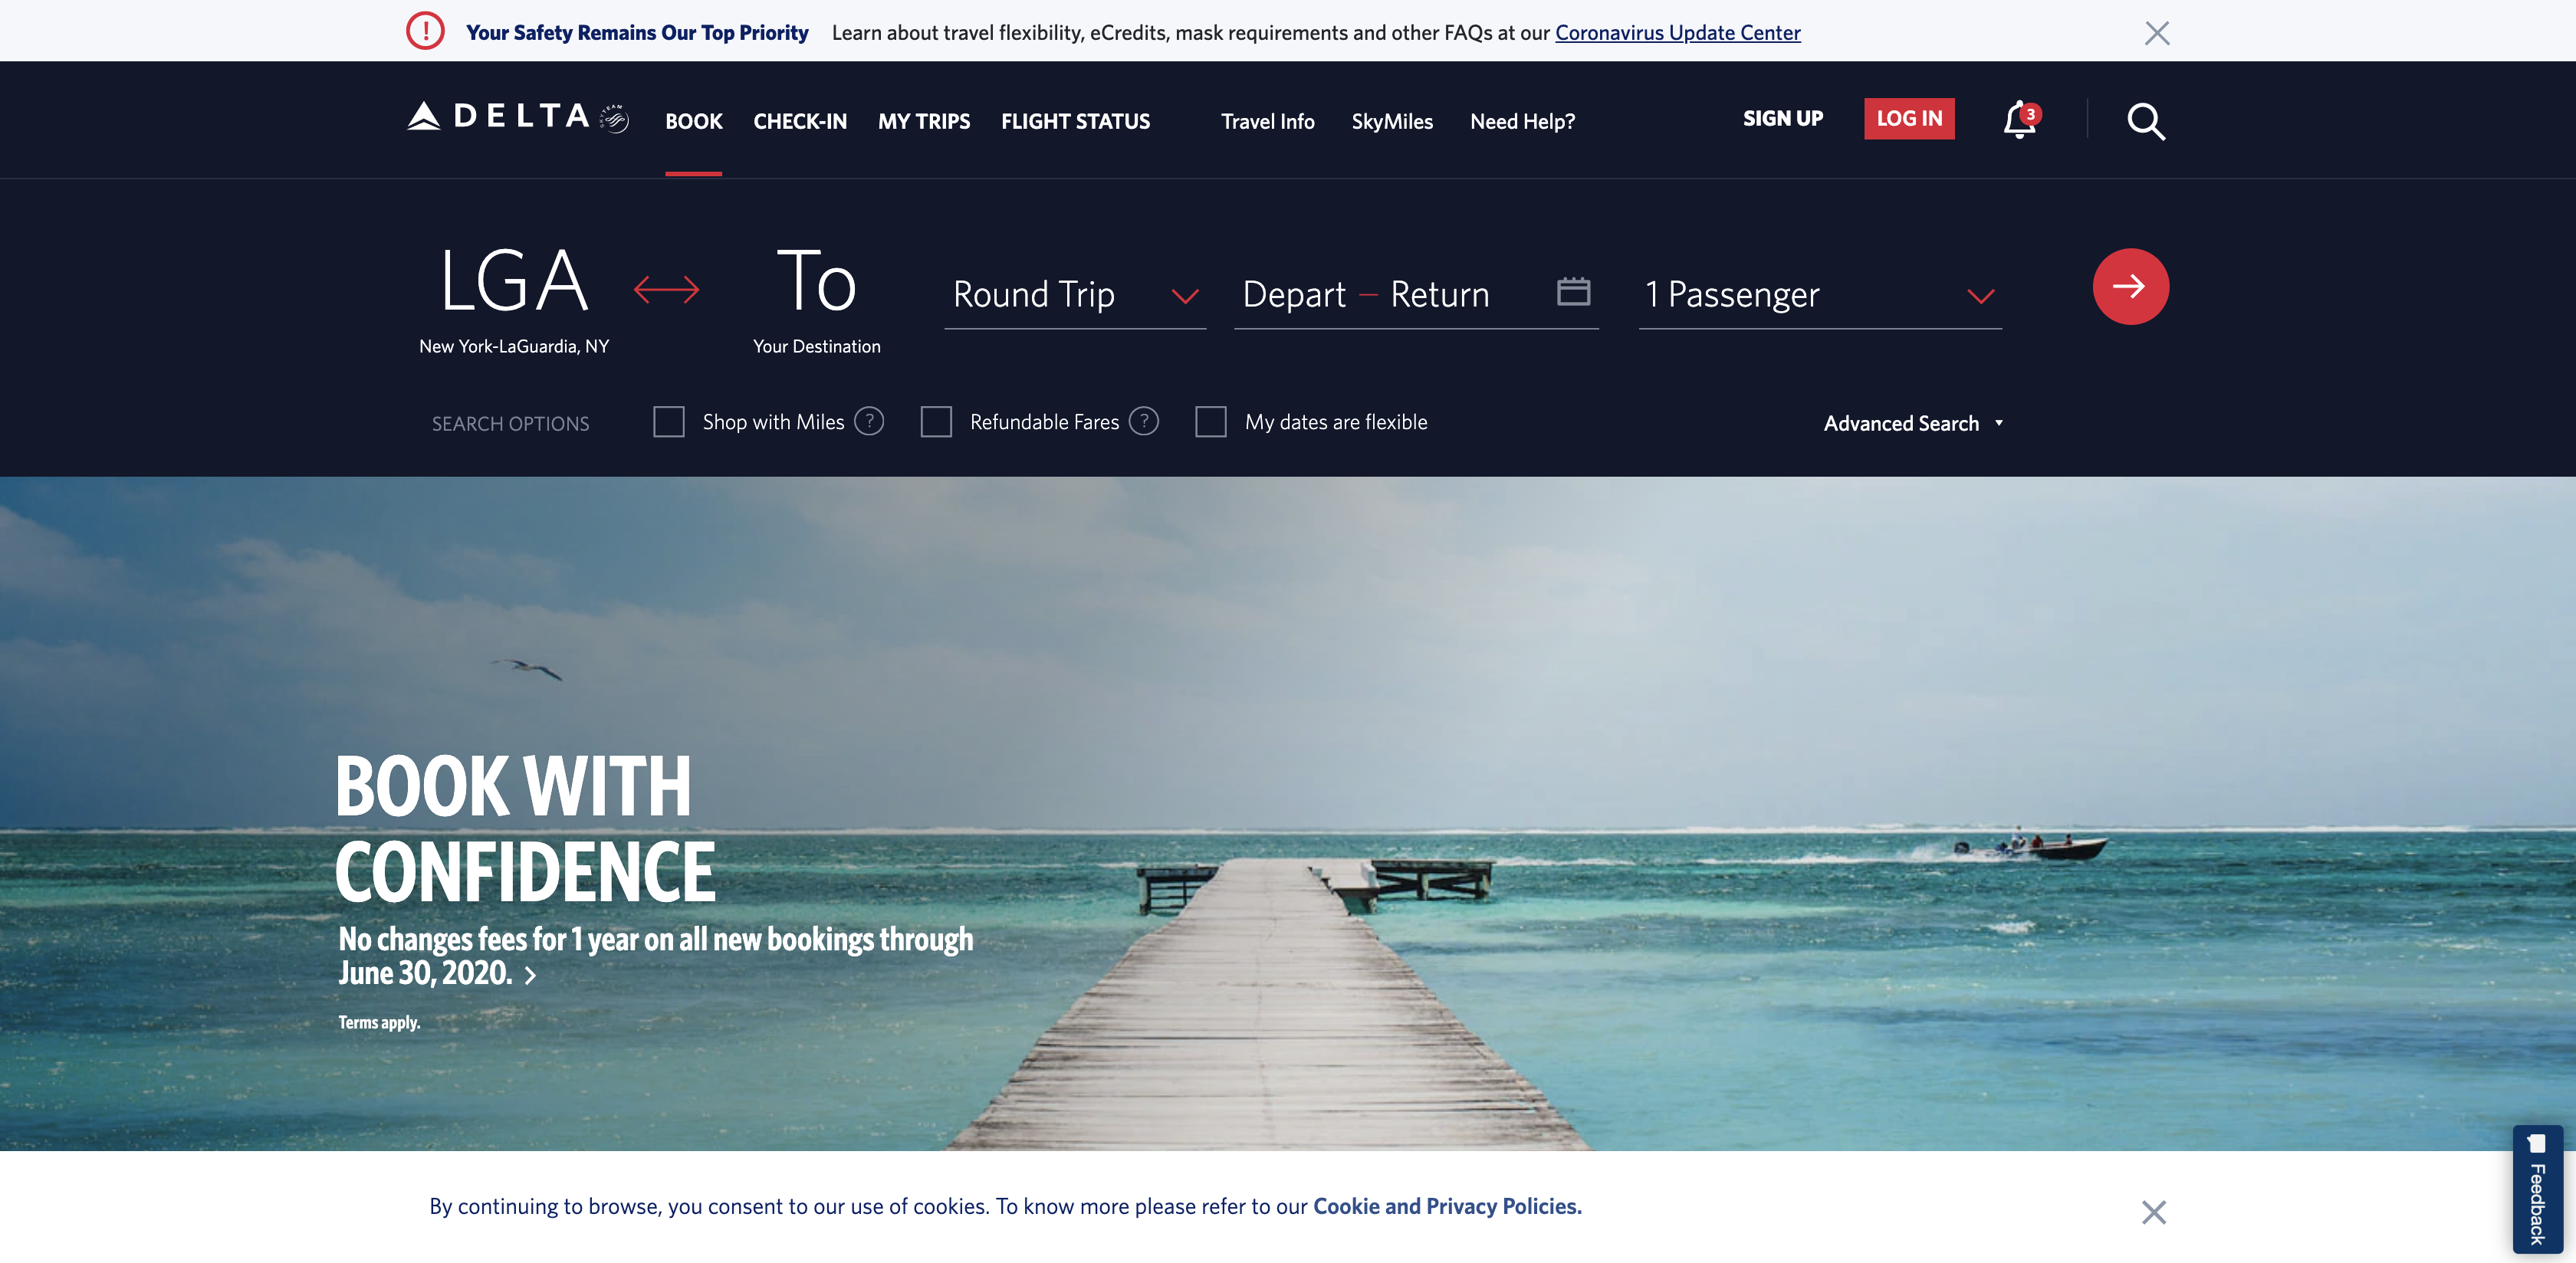 Your Safety Remains Our Top Priority Learn about travel flexibility, eCredits, mask requirements and other FAQs at our Coronavirus Update Center
DELTA BOOK CHECK-IN MY TRIPS FLIGHT STATUS Travel Info SkyMiles Need Help? SIGN UP LOG IN 3
LGA To Round Trip Depart – Return 1 Passenger
New York-LaGuardia, NY Your Destination
SEARCH OPTIONS Shop with Miles ? Refundable Fares ? My dates are flexible Advanced Search
BOOK WITH
CONFIDENCE
No changes fees for 1 year on all new bookings through
June 30, 2020.
Terms apply.
Feedback
By continuing to browse, you consent to our use of cookies. To know more please refer to our Cookie and Privacy Policies.